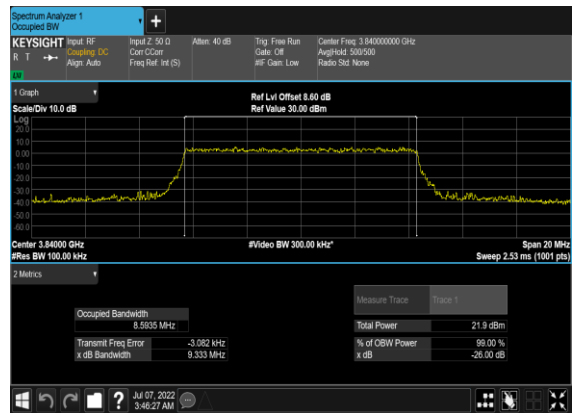 Spectrum Analyzer 1
Occupied BW
+
KEYSIGHT Input: RF Input Z: 50 Ω Atten: 40 dB Trig: Free Run Center Freq: 3.840000000 GHz
R T Coupling: DC Corr CCorr Gate: Off Avg|Hold: 500/500
Align: Auto Freq Ref: Int (S) #IF Gain: Low Radio Std: None
1 Graph Ref Lvl Offset 8.60 dB
Scale/Div 10.0 dB Ref Value 30.00 dBm
Log
20.0
10.0
0.00
-10.0
-20.0
-30.0
-40.0
-50.0
-60.0
Center 3.84000 GHz #Video BW 300.00 kHz* Span 20 MHz
#Res BW 100.00 kHz Sweep 2.53 ms (1001 pts)
2 Metrics
Measure Trace Trace 1
Occupied Bandwidth
8.5935 MHz Total Power 21.9 dBm
Transmit Freq Error -3.082 kHz % of OBW Power 99.00 %
x dB Bandwidth 9.333 MHz x dB -26.00 dB
? Jul 07, 2022
3:46:27 AM